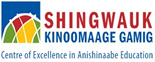 SHINGWAUK
KINOOMAAGE GAMIG
Centre of Excellence in Anishinaabe Education